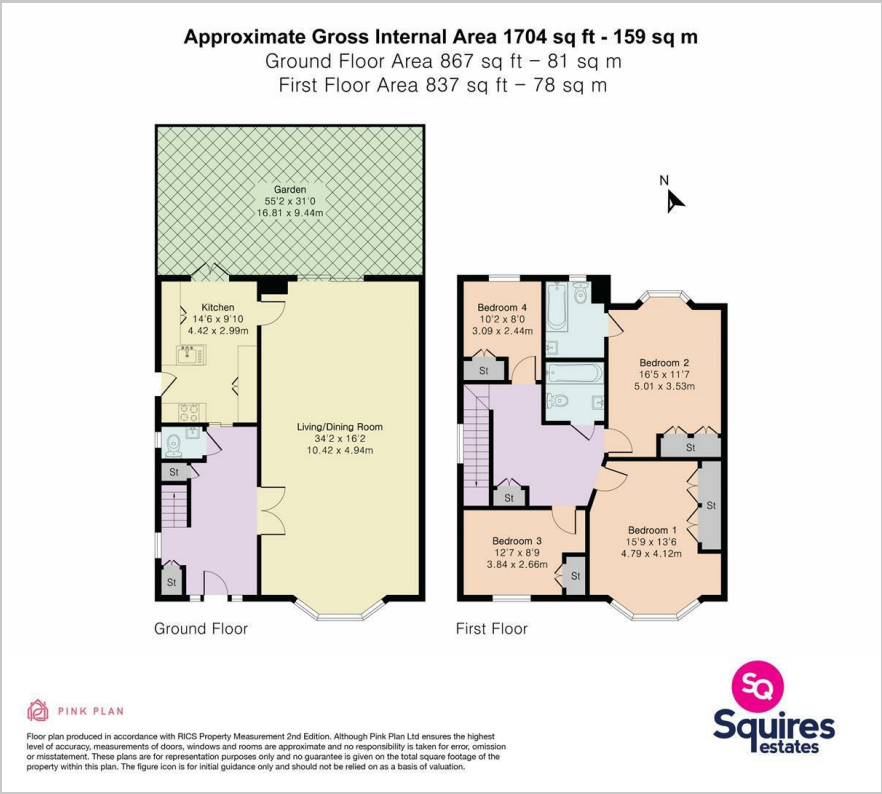 Approximate Gross Internal Area 1704 sq ft - 159 sq m
Ground Floor Area 867 sq ft – 81 sq m
First Floor Area 837 sq ft – 78 sq m
N
Garden
55'2 x 31'0
16.81 x 9.44m
Kitchen
14'6 x 9'10
4.42 x 2.99m
Living/Dining Room
34'2 x 16'2
10.42 x 4.94m
St
St
Ground Floor
Bedroom 4
10'2 x 8'0
3.09 x 2.44m
St
Bedroom 2
16'5 x 11'7
5.01 x 3.53m
St
St
Bedroom 3
12'7 x 8'9
3.84 x 2.66m
St
Bedroom 1
15'9 x 13'6
4.79 x 4.12m
St
First Floor
PINK PLAN
Floor plan produced in accordance with RICS Property Measurement 2nd Edition. Although Pink Plan Ltd ensures the highest
level of accuracy, measurements of doors, windows and rooms are approximate and no responsibility is taken for error, omission
or misstatement. These plans are for representation purposes only and no guarantee is given on the total square footage of the
property within this plan. The figure icon is for initial guidance only and should not be relied on as a basis of valuation.
SQ
Squires
estates